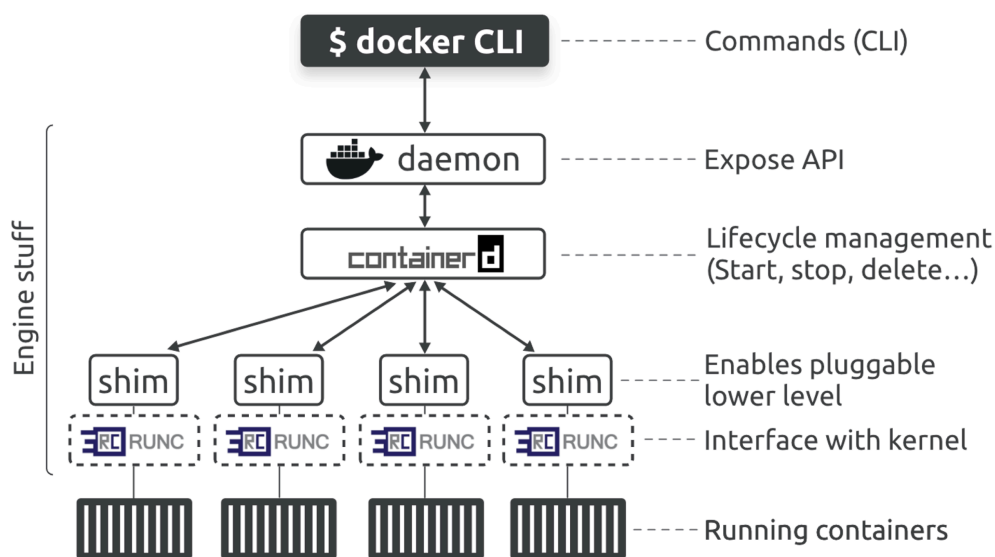 $ docker CLI
Commands (CLI)
daemon
Expose API
containerd
Lifecycle management
(Start, stop, delete…)
Engine stuff
shim
shim
shim
shim
Enables pluggable
lower level
RC RUNC
RC RUNC
RC RUNC
RC RUNC
Interface with kernel
Running containers